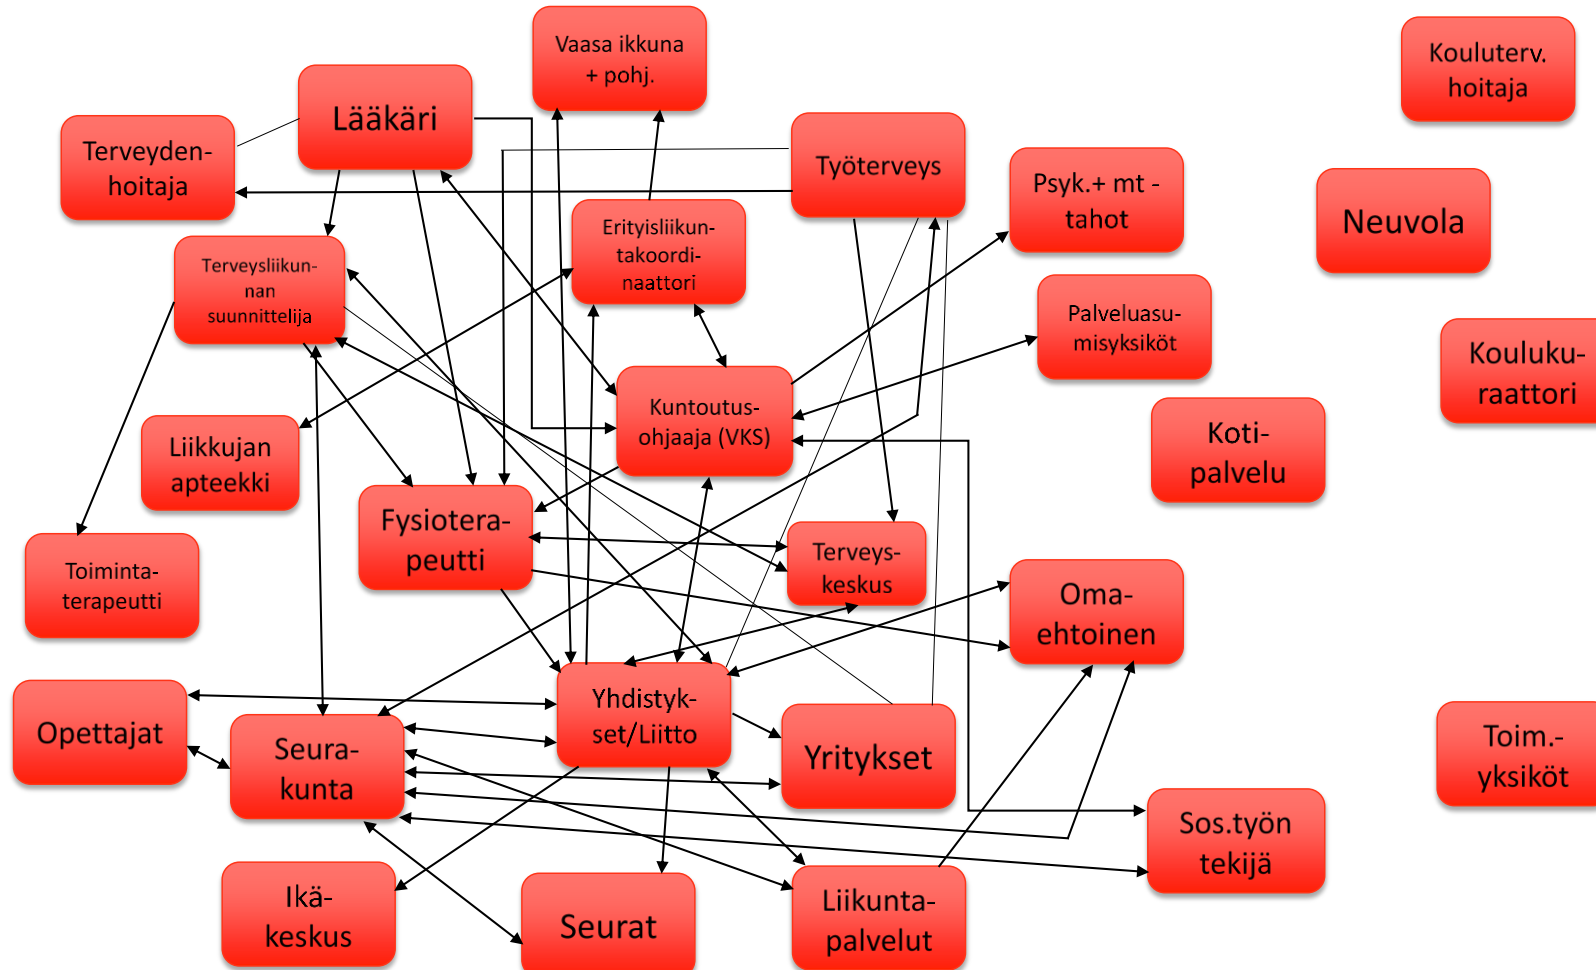 Vaasa ikkuna
+ pohj.
Kouluterv.
hoitaja
Lääkäri
Terveyden-
hoitaja
Työterveys
Psyk.+ mt -
tahot
Neuvola
Erityisliikun-
takoordi-
naattori
Terveysliikun-
nan
suunnittelija
Palveluasu-
misyksiköt
Kouluku-
raattori
Kuntoutus-
ohjaaja (VKS)
Liikkujan
apteekki
Koti-
palvelu
Fysiotera-
peutti
Terveys-
keskus
Toiminta-
terapeutti
Oma-
ehtoinen
Yhdistyk-
set/Liitto
Opettajat
Seura-
kunta
Yritykset
Toim.-
yksiköt
Sos.työn
tekijä
Ikä-
keskus
Seurat
Liikunta-
palvelut